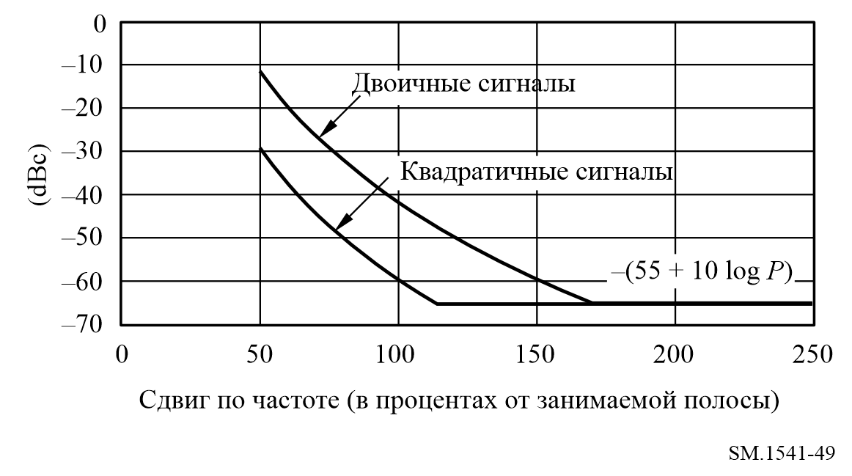 0
–10
–20
–30
–40
–50
–60
–70
(dBc)
Двоичные сигналы
Квадратичные сигналы
–(55 + 10 log P)
0 50 100 150 200 250
Сдвиг по частоте (в процентах от занимаемой полосы)
SM.1541-49